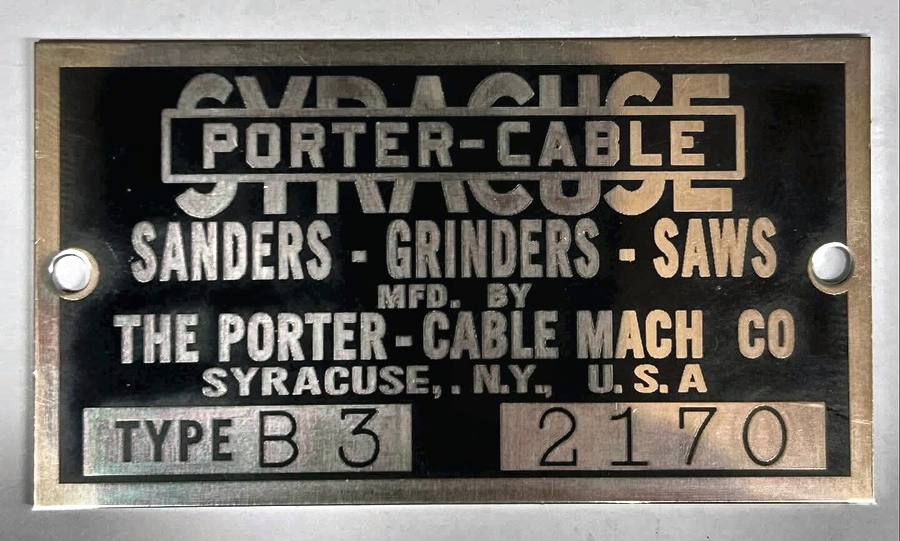 SYRACUSE
PORTER-CABLE
SANDERS - GRINDERS - SAWS
MFD. BY
THE PORTER-CABLE MACH CO
SYRACUSE,. N.Y., U.S.A
TYPE B 3 2170